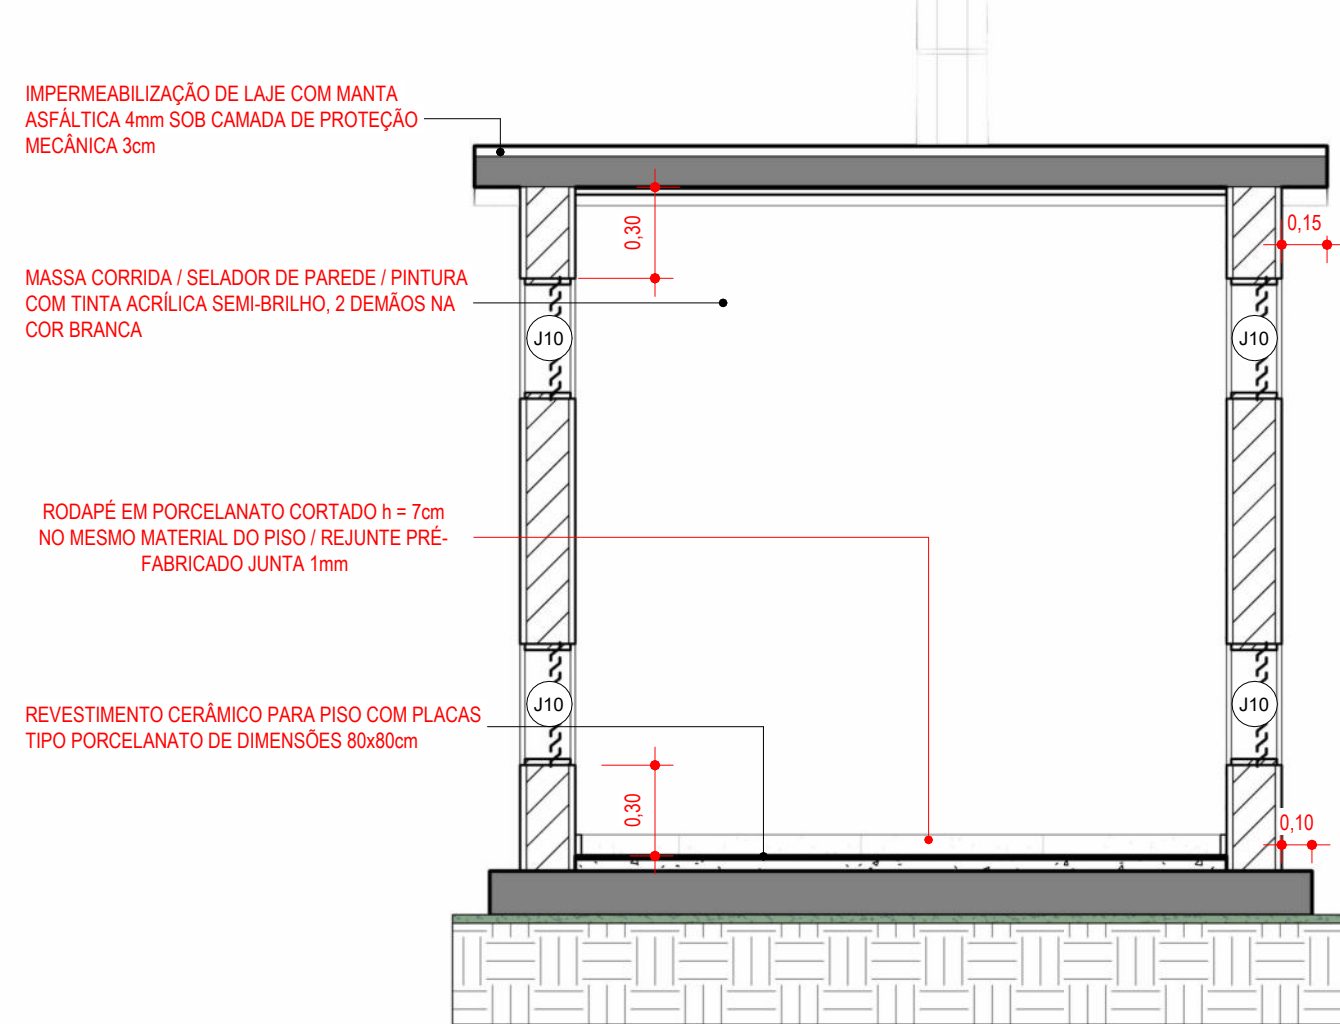 IMPERMEABILIZAÇÃO DE LAJE COM MANTA
ASFÁLTICA 4mm SOB CAMADA DE PROTEÇÃO
MECÂNICA 3cm
0,30
0,15
MASSA CORRIDA / SELADOR DE PAREDE / PINTURA
COM TINTA ACRÍLICA SEMI-BRILHO, 2 DEMÃOS NA
COR BRANCA
J10
J10
RODAPÉ EM PORCELANATO CORTADO h = 7cm
NO MESMO MATERIAL DO PISO / REJUNTE PRÉ-
FABRICADO JUNTA 1mm
J10
J10
REVESTIMENTO CERÂMICO PARA PISO COM PLACAS
TIPO PORCELANATO DE DIMENSÕES 80x80cm
0,30
0,10